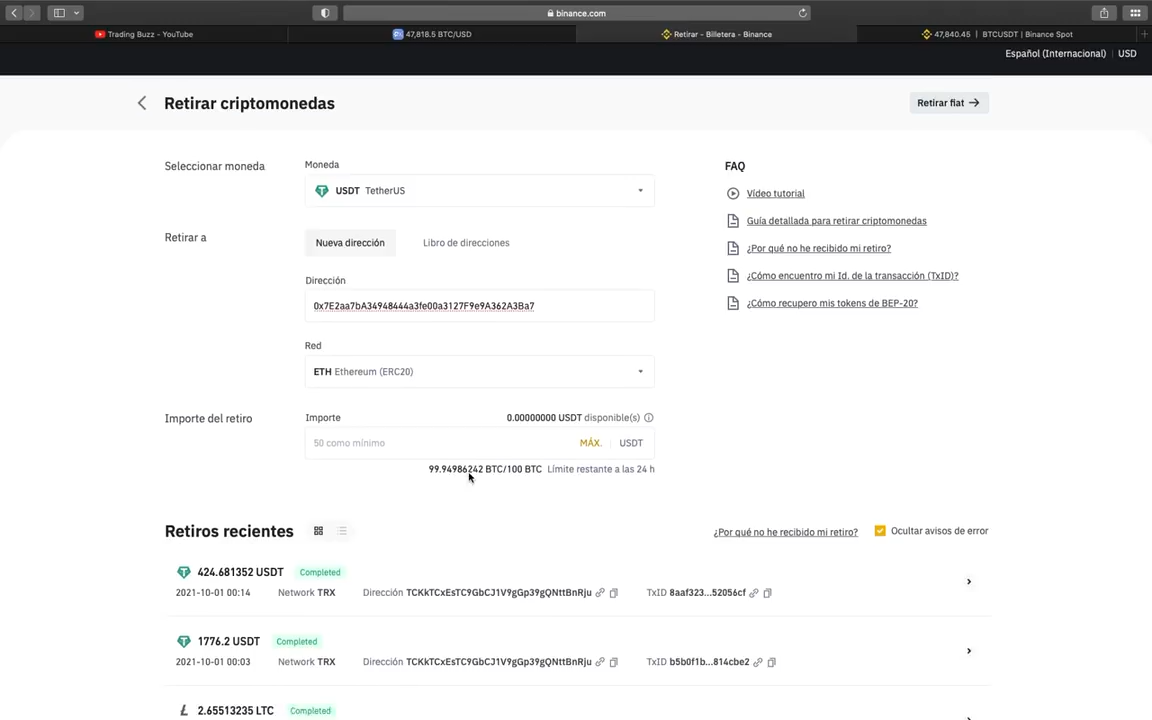 binance.com
Trading Buzz - YouTube
47,818.5 BTC/USD
Retirar - Billetera - Binance
47,840.45 | BTCUSDT | Binance Spot
Español (Internacional) | USD
Retirar criptomonedas
Retirar fiat →
Seleccionar moneda
Moneda
USDT TetherUS
FAQ
Vídeo tutorial
Guía detallada para retirar criptomonedas
¿Por qué no he recibido mi retiro?
¿Cómo encuentro mi Id. de la transacción (TxID)?
¿Cómo recupero mis tokens de BEP-20?
Retirar a
Nueva dirección
Libro de direcciones
Dirección
0x7E2aa7bA34948444a3fe00a3127F9e9A362A3Ba7
Red
ETH Ethereum (ERC20)
Importe del retiro
Importe
0.00000000 USDT disponible(s)
50 como mínimo
MÁX. | USDT
99.94986242 BTC/100 BTC Límite restante a las 24 h
Retiros recientes
¿Por qué no he recibido mi retiro?
Ocultar avisos de error
424.681352 USDT Completed
2021-10-01 00:14 Network TRX Dirección TCKkTCxEsTC9GbCJ1V9gGp39gQNttBnRju TxID 8aaf323...52056cf
1776.2 USDT Completed
2021-10-01 00:03 Network TRX Dirección TCKkTCxEsTC9GbCJ1V9gGp39gQNttBnRju TxID b5b0f1b...814cbe2
2.65513235 LTC Completed